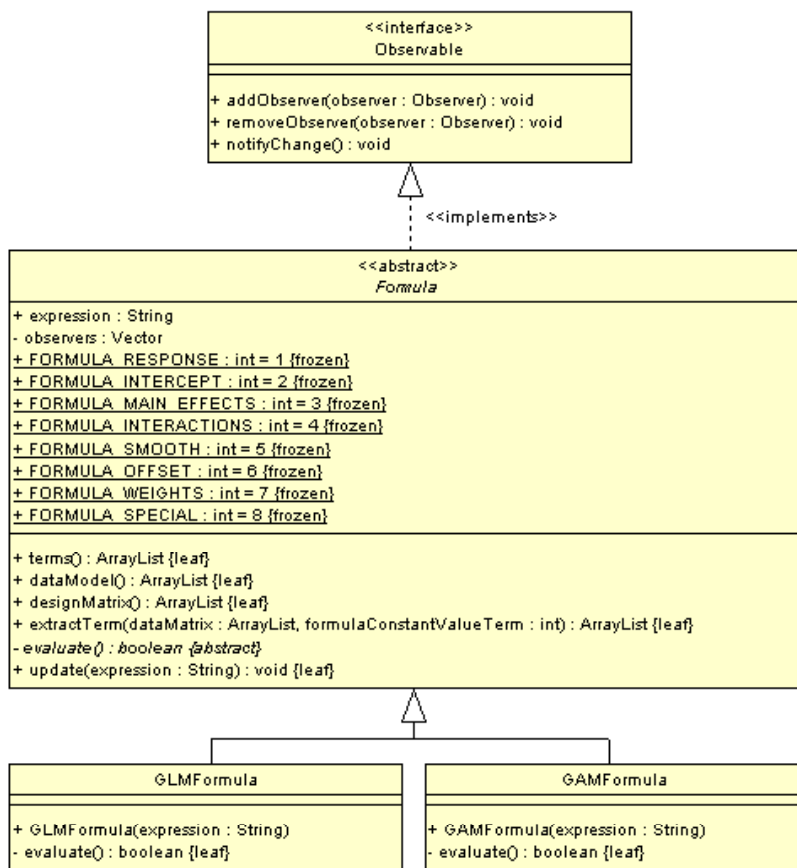 <<interface>>
Observable
+ addObserver(observer : Observer) : void
+ removeObserver(observer : Observer) : void
+ notifyChange() : void
<<implements>>
<<abstract>>
Formula
+ expression : String
- observers : Vector
+ FORMULA_RESPONSE : int = 1 {frozen}
+ FORMULA_INTERCEPT : int = 2 {frozen}
+ FORMULA_MAIN_EFFECTS : int = 3 {frozen}
+ FORMULA_INTERACTIONS : int = 4 {frozen}
+ FORMULA_SMOOTH : int = 5 {frozen}
+ FORMULA_OFFSET : int = 6 {frozen}
+ FORMULA_WEIGHTS : int = 7 {frozen}
+ FORMULA_SPECIAL : int = 8 {frozen}
+ terms() : ArrayList {leaf}
+ dataModel() : ArrayList {leaf}
+ designMatrix() : ArrayList {leaf}
+ extractTerm(dataMatrix : ArrayList, formulaConstantValueTerm : int) : ArrayList {leaf}
- evaluate() : boolean {abstract}
+ update(expression : String) : void {leaf}
GLMFormula
+ GLMFormula(expression : String)
- evaluate() : boolean {leaf}
GAMFormula
+ GAMFormula(expression : String)
- evaluate() : boolean {leaf}